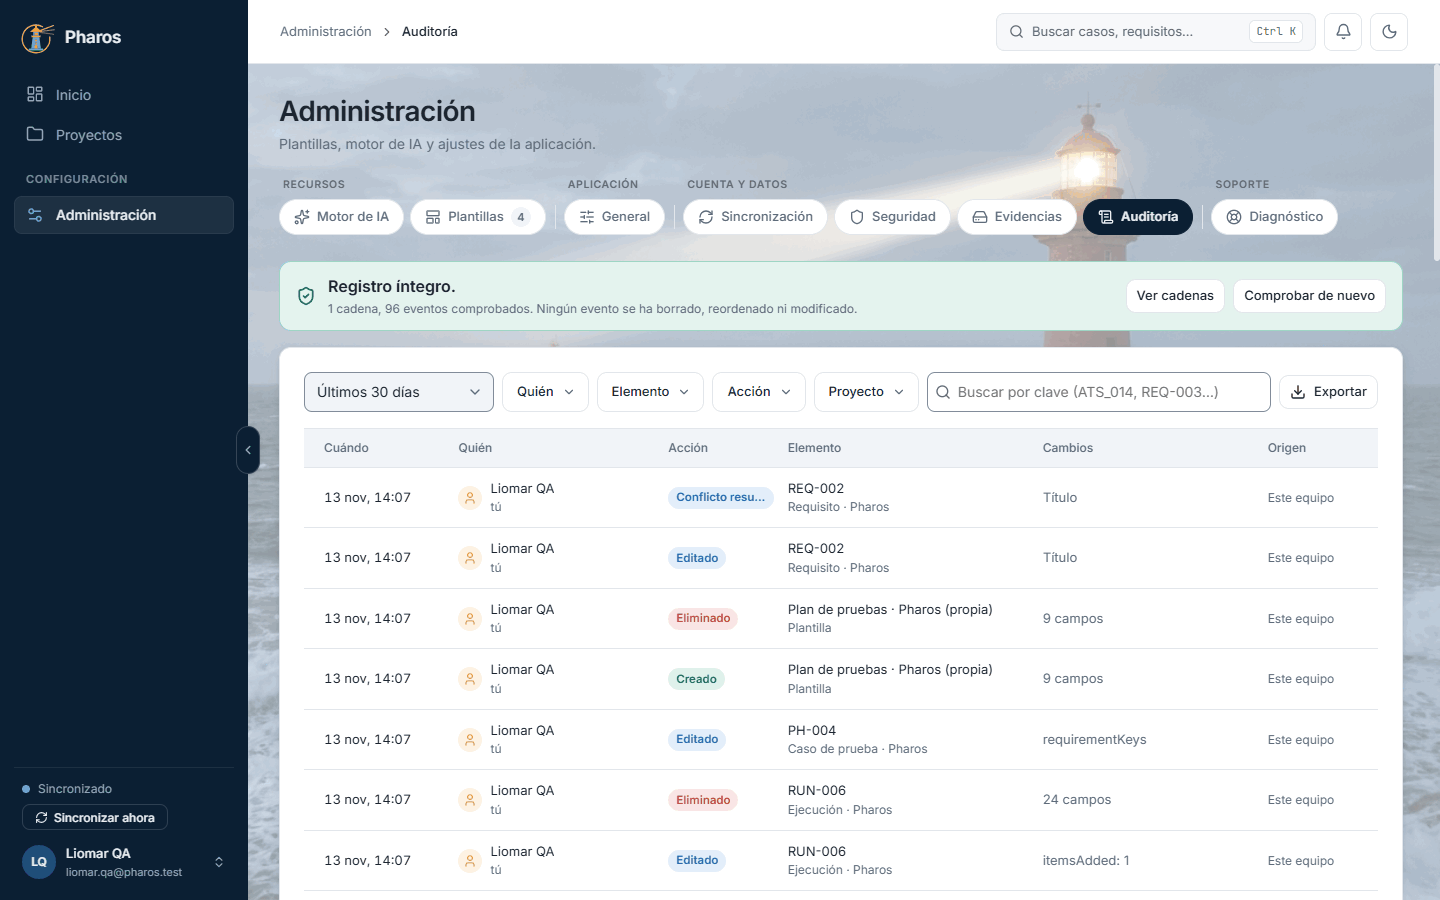 Pharos
Inicio
Proyectos
CONFIGURACIÓN
Administración
Sincronizado
Sincronizar ahora
LQ
Liomar QA
liomar.qa@pharos.test
Administración > Auditoría
Buscar casos, requisitos...
Ctrl K
Administración
Plantillas, motor de IA y ajustes de la aplicación.
RECURSOS
APLICACIÓN
CUENTA Y DATOS
SOPORTE
Motor de IA
Plantillas 4
General
Sincronización
Seguridad
Evidencias
Auditoría
Diagnóstico
Registro íntegro.
1 cadena, 96 eventos comprobados. Ningún evento se ha borrado, reordenado ni modificado.
Ver cadenas
Comprobar de nuevo
Últimos 30 días
Quién
Elemento
Acción
Proyecto
Buscar por clave (ATS_014, REQ-003...)
Exportar
Cuándo Quién Acción Elemento Cambios Origen
13 nov, 14:07 Liomar QA Conflicto resu... REQ-002 Título Este equipo
tú Requisito · Pharos
13 nov, 14:07 Liomar QA Editado REQ-002 Título Este equipo
tú Requisito · Pharos
13 nov, 14:07 Liomar QA Eliminado Plan de pruebas · Pharos (propia) 9 campos Este equipo
tú Plantilla
13 nov, 14:07 Liomar QA Creado Plan de pruebas · Pharos (propia) 9 campos Este equipo
tú Plantilla
13 nov, 14:07 Liomar QA Editado PH-004 requirementKeys Este equipo
tú Caso de prueba · Pharos
13 nov, 14:07 Liomar QA Eliminado RUN-006 24 campos Este equipo
tú Ejecución · Pharos
13 nov, 14:07 Liomar QA Editado RUN-006 itemsAdded: 1 Este equipo
tú Ejecución · Pharos